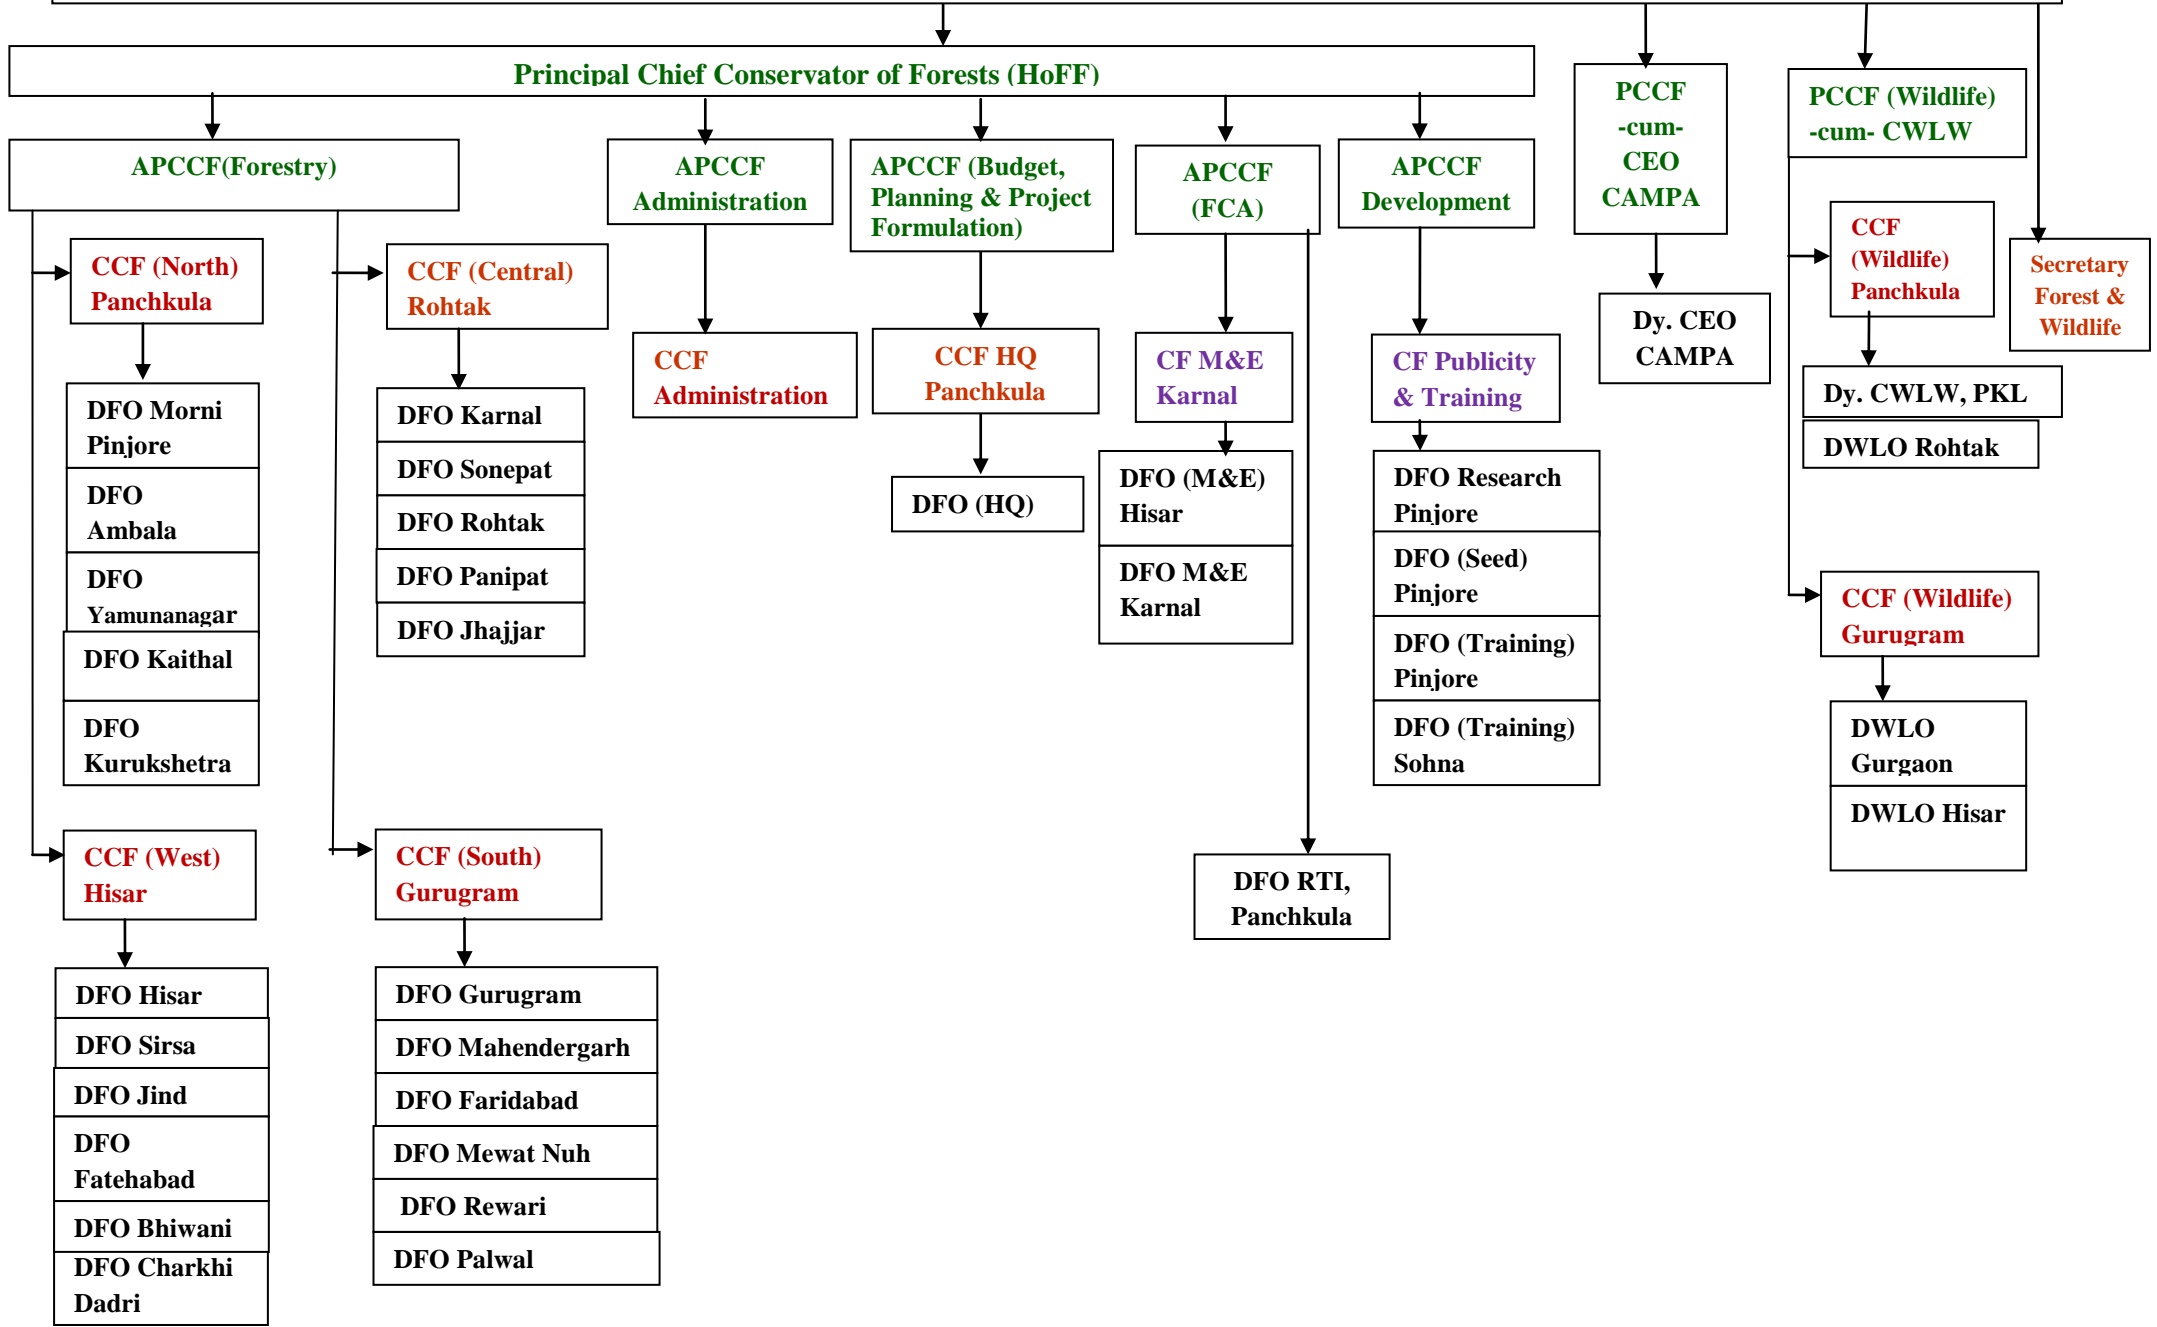 Principal Chief Conservator of Forests (HoFF)
PCCF
-cum-
CEO
CAMPA
PCCF (Wildlife)
-cum- CWLW
APCCF(Forestry)
APCCF
Administration
APCCF (Budget,
Planning & Project
Formulation)
APCCF
(FCA)
APCCF
Development
CCF (North)
Panchkula
CCF (Central)
Rohtak
CCF
Administration
CCF HQ
Panchkula
CF M&E
Karnal
CF Publicity
& Training
Dy. CEO
CAMPA
CCF
(Wildlife)
Panchkula
Secretary
Forest &
Wildlife
Dy. CWLW, PKL
DWLO Rohtak
DFO Morni
Pinjore
DFO
Ambala
DFO
Yamunanagar
DFO Kaithal
DFO
Kurukshetra
DFO Karnal
DFO Sonepat
DFO Rohtak
DFO Panipat
DFO Jhajjar
DFO (HQ)
DFO (M&E)
Hisar
DFO M&E
Karnal
DFO Research
Pinjore
DFO (Seed)
Pinjore
DFO (Training)
Pinjore
DFO (Training)
Sohna
CCF (Wildlife)
Gurugram
DWLO
Gurgaon
DWLO Hisar
CCF (West)
Hisar
CCF (South)
Gurugram
DFO RTI,
Panchkula
DFO Hisar
DFO Sirsa
DFO Jind
DFO
Fatehabad
DFO Bhiwani
DFO Charkhi
Dadri
DFO Gurugram
DFO Mahendergarh
DFO Faridabad
DFO Mewat Nuh
DFO Rewari
DFO Palwal